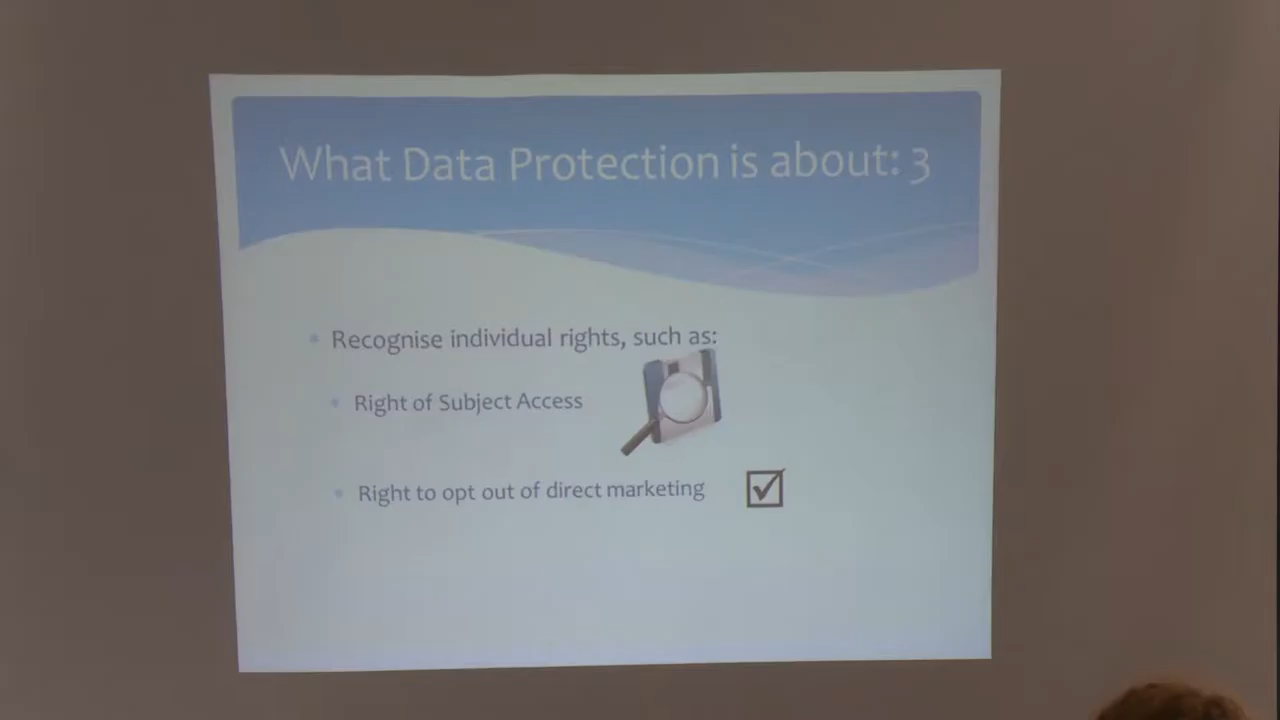 What Data Protection is about: 3
Recognise individual rights, such as:
Right of Subject Access
Right to opt out of direct marketing